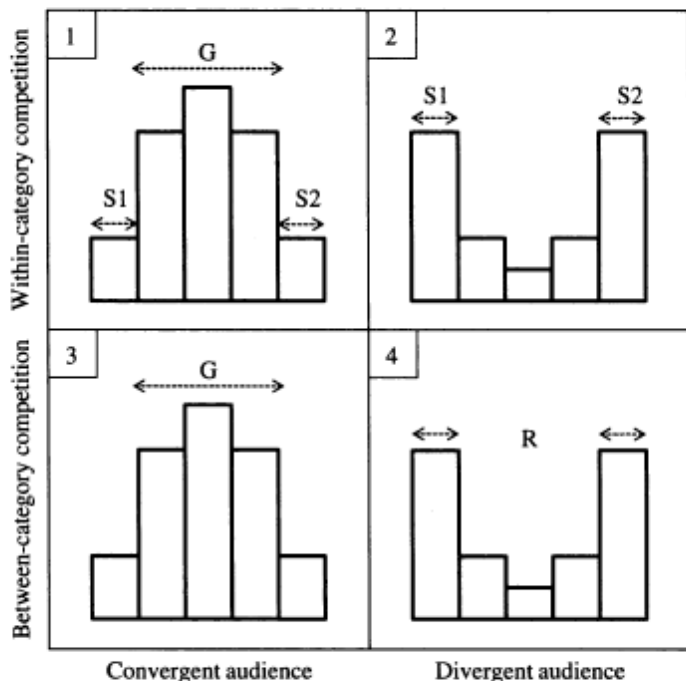 Within-category competition
1
G
S1
S2
2
S1
S2
Between-category competition
3
G
4
R
Convergent audience
Divergent audience